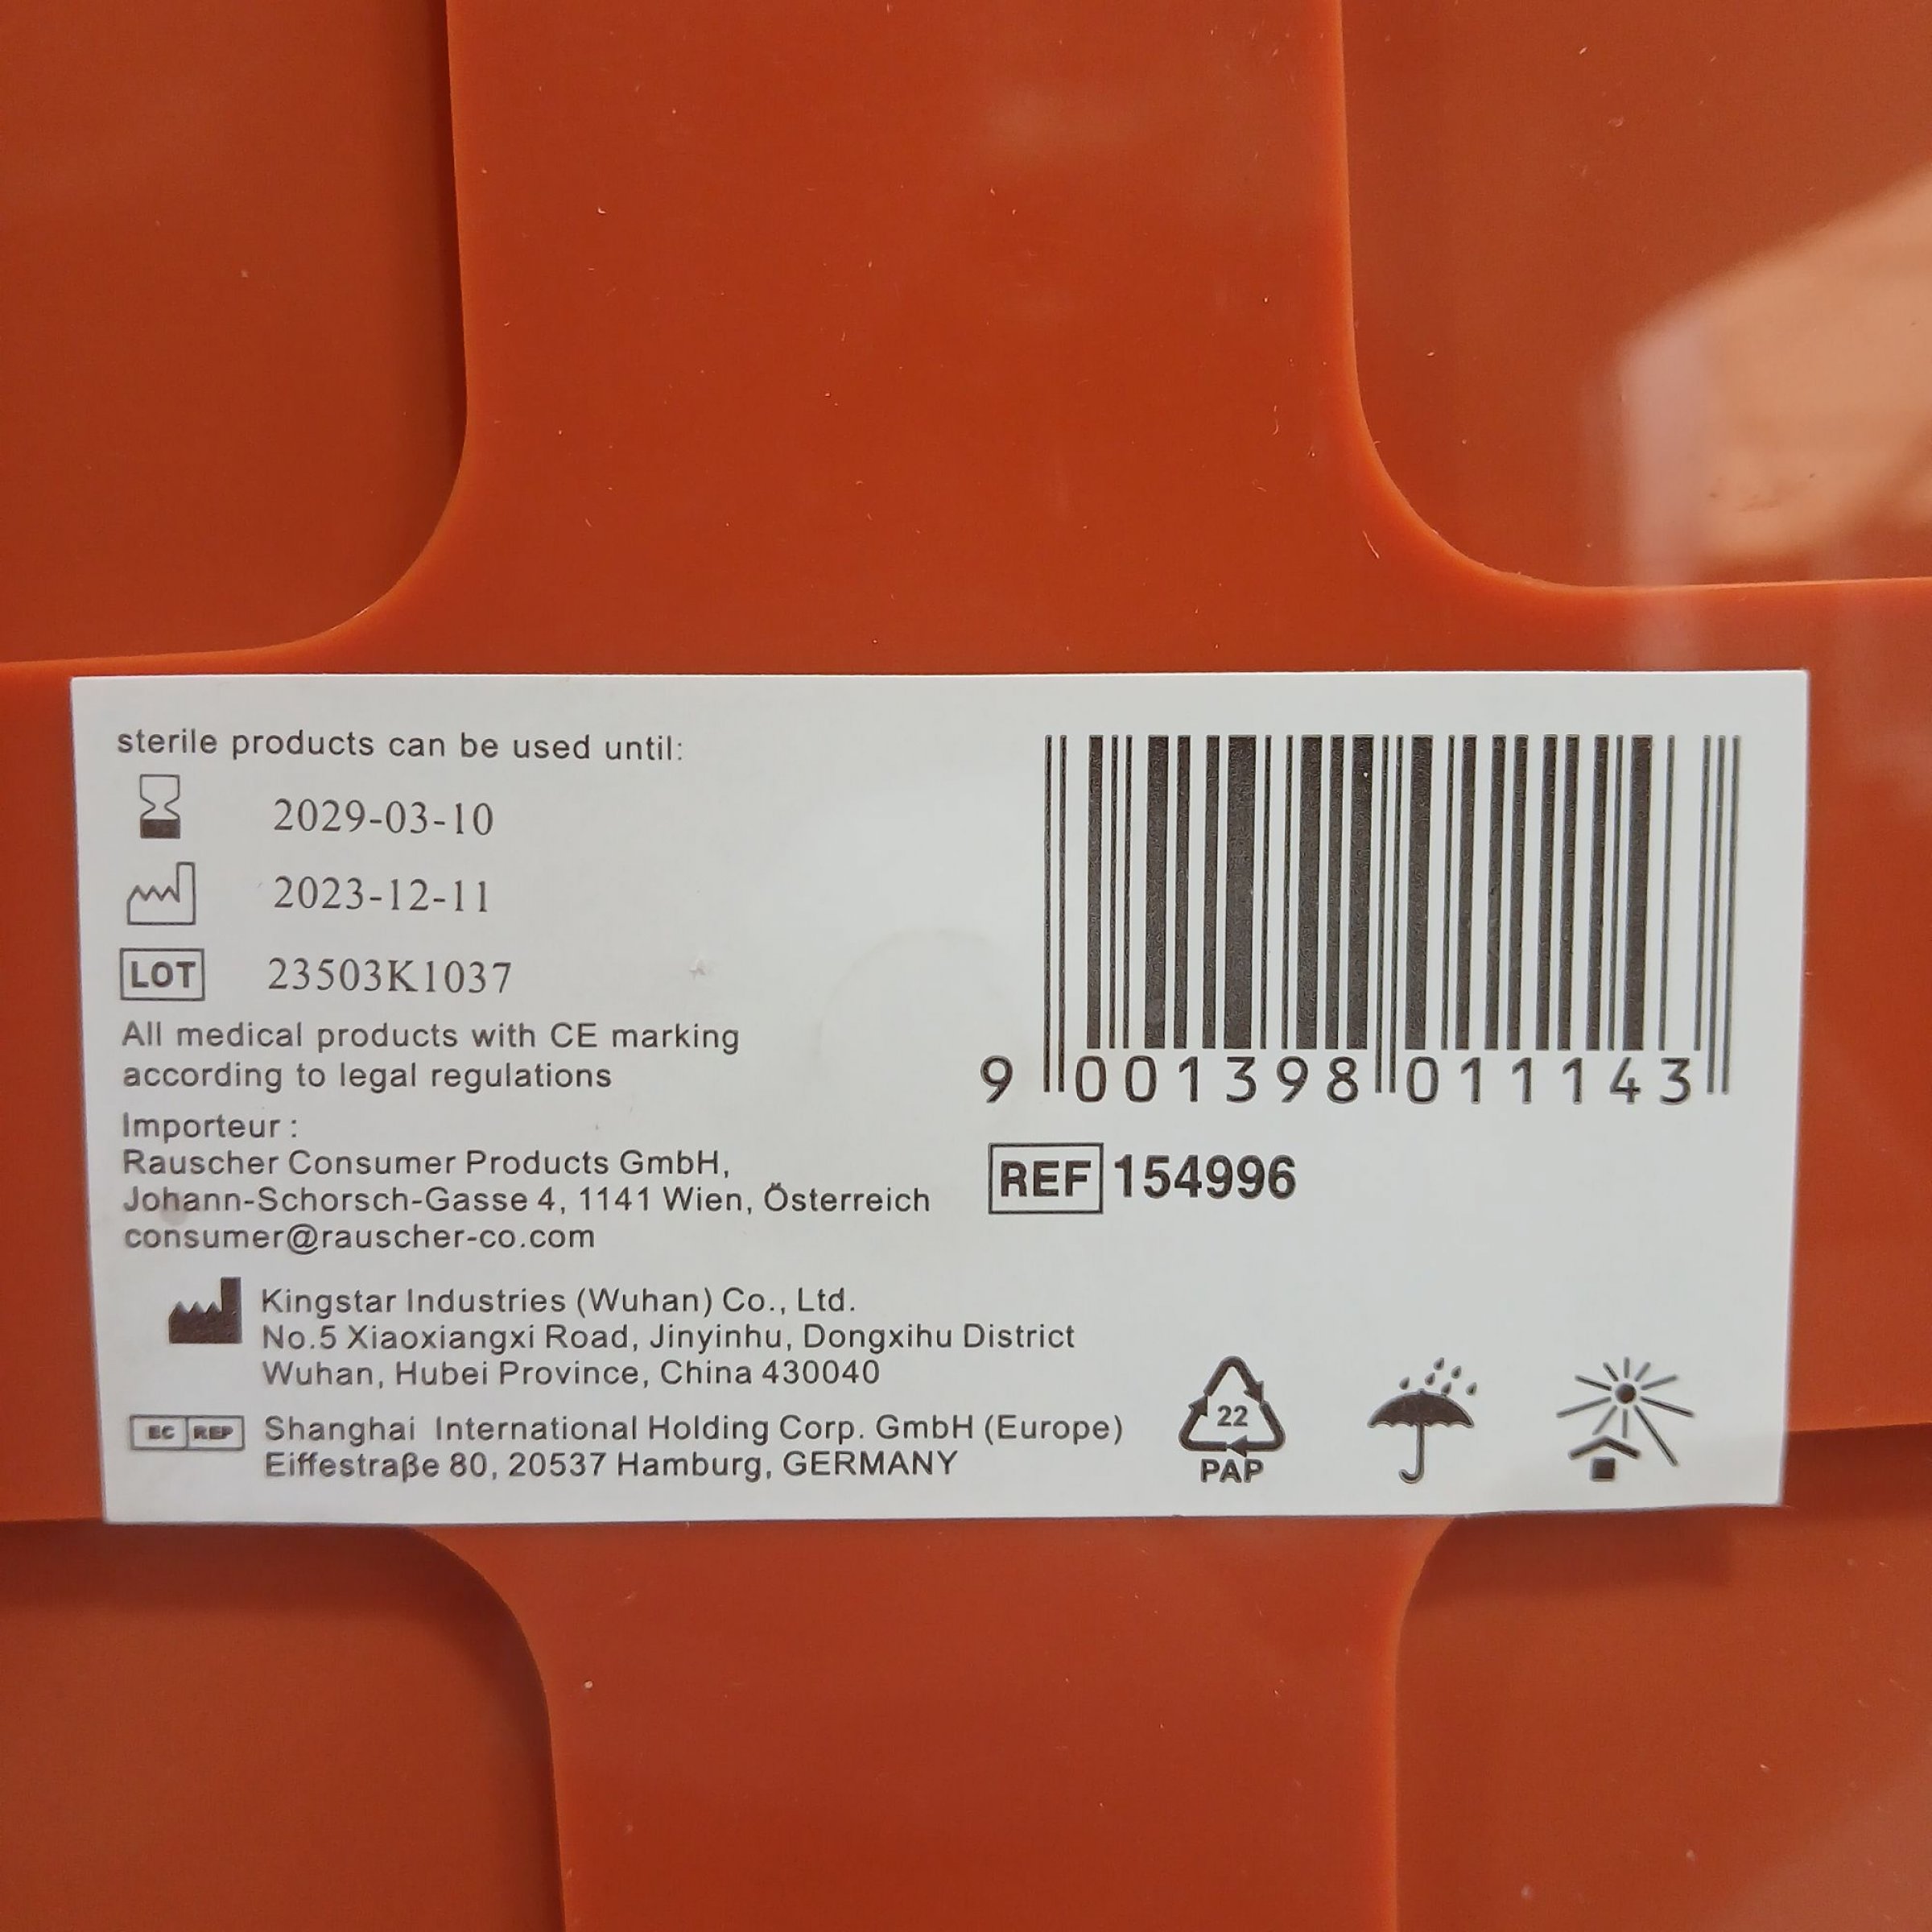 sterile products can be used until:
2029-03-10
2023-12-11
LOT 23503K1037
All medical products with CE marking
according to legal regulations
Importeur :
Rauscher Consumer Products GmbH,
Johann-Schorsch-Gasse 4, 1141 Wien, Österreich
consumer@rauscher-co.com
Kingstar Industries (Wuhan) Co., Ltd.
No.5 Xiaoxiangxi Road, Jinyinhu, Dongxihu District
Wuhan, Hubei Province, China 430040
EC REP Shanghai International Holding Corp. GmbH (Europe)
Eiffestraße 80, 20537 Hamburg, GERMANY
9 001398 011143
REF 154996
22
PAP